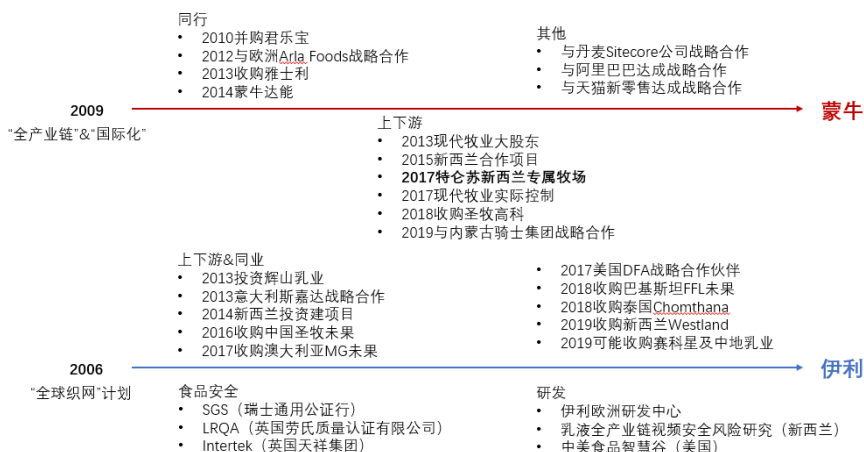 同行
• 2010并购君乐宝
• 2012与欧洲Arla Foods战略合作
• 2013收购雅士利
• 2014蒙牛达能
其他
• 与丹麦Sitecore公司战略合作
• 与阿里巴巴达成战略合作
• 与天猫新零售达成战略合作
2009
“全产业链”&“国际化”
蒙牛
上下游
• 2013现代牧业大股东
• 2015新西兰合作项目
• 2017特仑苏新西兰专属牧场
• 2017现代牧业实际控制
• 2018收购圣牧高科
• 2019与内蒙古骑士集团战略合作
上下游&同业
• 2013投资辉山乳业
• 2013意大利斯嘉达战略合作
• 2014新西兰投资建项目
• 2016收购中国圣牧未果
• 2017收购澳大利亚MG未果
• 2017美国DFA战略合作伙伴
• 2018收购巴基斯坦FFL未果
• 2018收购泰国Chomthana
• 2019收购新西兰Westland
• 2019可能收购赛科星及中地乳业
2006
“全球织网”计划
伊利
食品安全
• SGS（瑞士通用公证行）
• LRQA（英国劳氏质量认证有限公司）
• Intertek（英国天祥集团）
研发
• 伊利欧洲研发中心
• 乳液全产业链视频安全风险研究（新西兰）
• 中美食品智慧谷（美国）